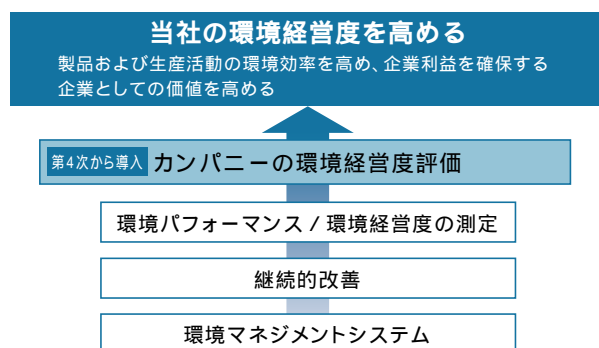 当社の環境経営度を高める
製品および生産活動の環境効率を高め、企業利益を確保する
企業としての価値を高める
第4次から導入 カンパニーの環境経営度評価
環境パフォーマンス / 環境経営度の測定
継続的改善
環境マネジメントシステム